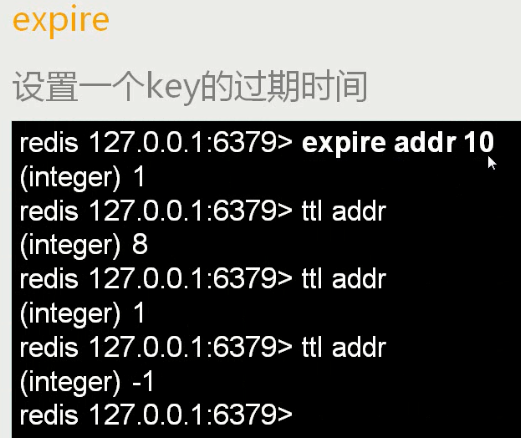 expire
设置一个key的过期时间
redis 127.0.0.1:6379> expire addr 10
(integer) 1
redis 127.0.0.1:6379> ttl addr
(integer) 8
redis 127.0.0.1:6379> ttl addr
(integer) 1
redis 127.0.0.1:6379> ttl addr
(integer) -1
redis 127.0.0.1:6379>